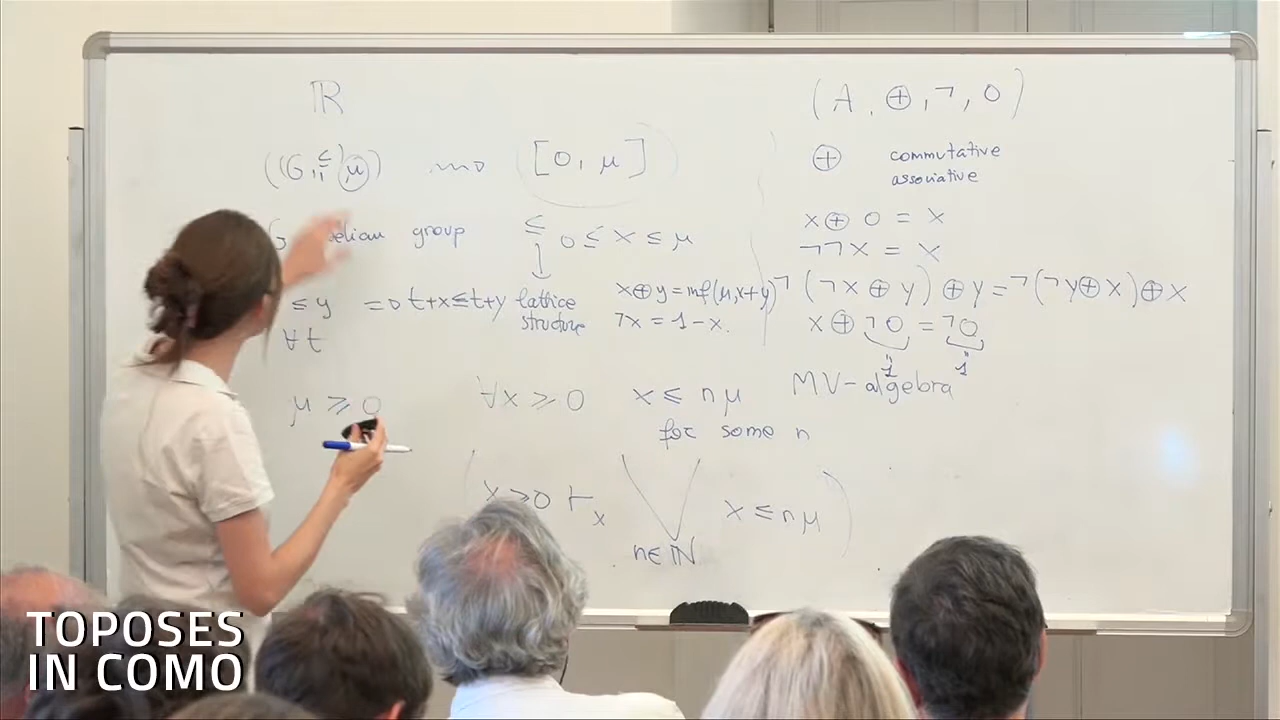 ℝ
((G, ≤), μ) ⇝ [0, μ]
G abelian group ≤ 0 ≤ x ≤ μ
≤ y ⇒ t+x≤t+y lattice structure
∀t
x⊕y=inf(μ,x+y)
¬x = 1-x.
μ ⩾ 0 ∀x ⩾ 0 x ≤ nμ
for some n
(x ⩾ 0 ⊢x ⋁ n∈ℕ x ≤ nμ)
(A, ⊕, ¬, 0)
⊕ commutative
associative
x⊕0 = x
¬¬x = x
¬(¬x ⊕ y) ⊕ y = ¬(¬y⊕x)⊕x
x ⊕ ¬0 = ¬0
" "
1 1
MV-algebra
TOPOSES
IN COMO